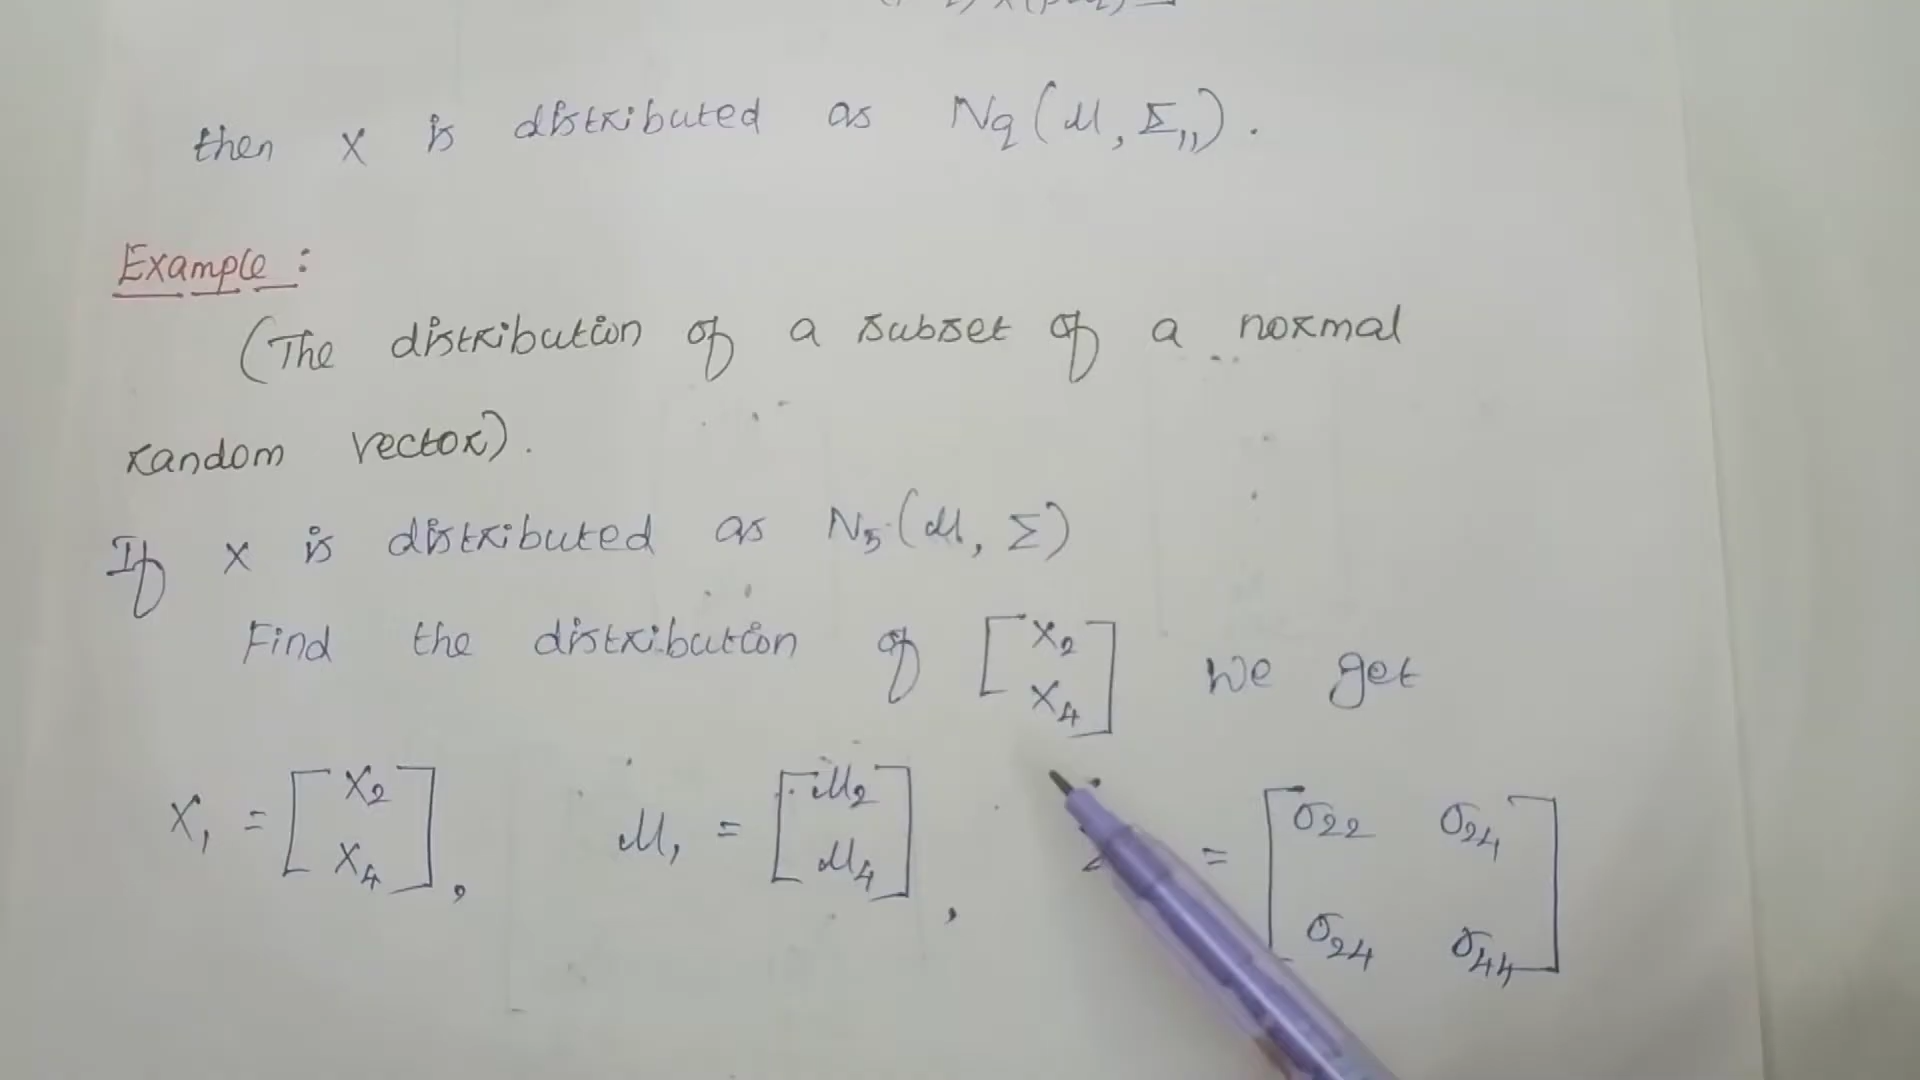 then X is distributed as Nq (μ, Σ₁₁).
Example :
(The distribution of a subset of a normal
random vector).
If X is distributed as N₅ (μ, Σ)
Find the distribution of [X₂ X₄] We get
X₁ = [X₂ X₄], μ₁ = [μ₂ μ₄], = [σ₂₂ σ₂₄
σ₂₄ σ₄₄]